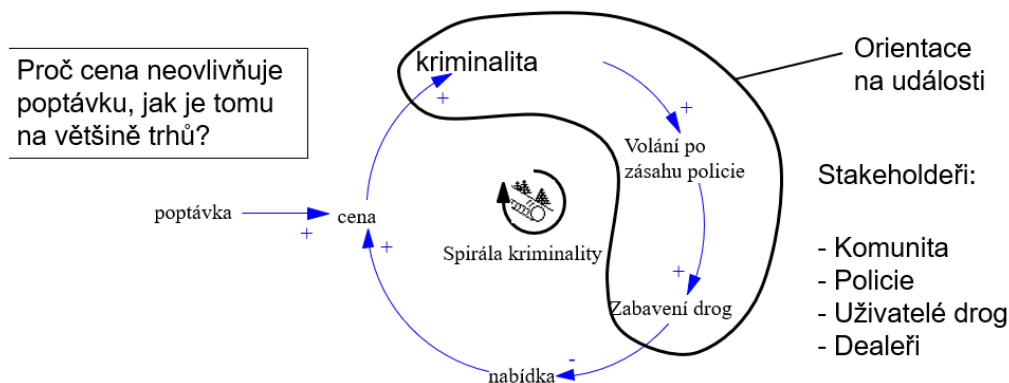 Proč cena neovlivňuje
poptávku, jak je tomu
na většině trhů?
kriminalita
+
Orientace
na události
+
Volání po
zásahu policie
poptávka
+
cena
+
Spirála kriminality
+
Zabavení drog
-
nabídka
Stakeholdeři:
- Komunita
- Policie
- Uživatelé drog
- Dealeři